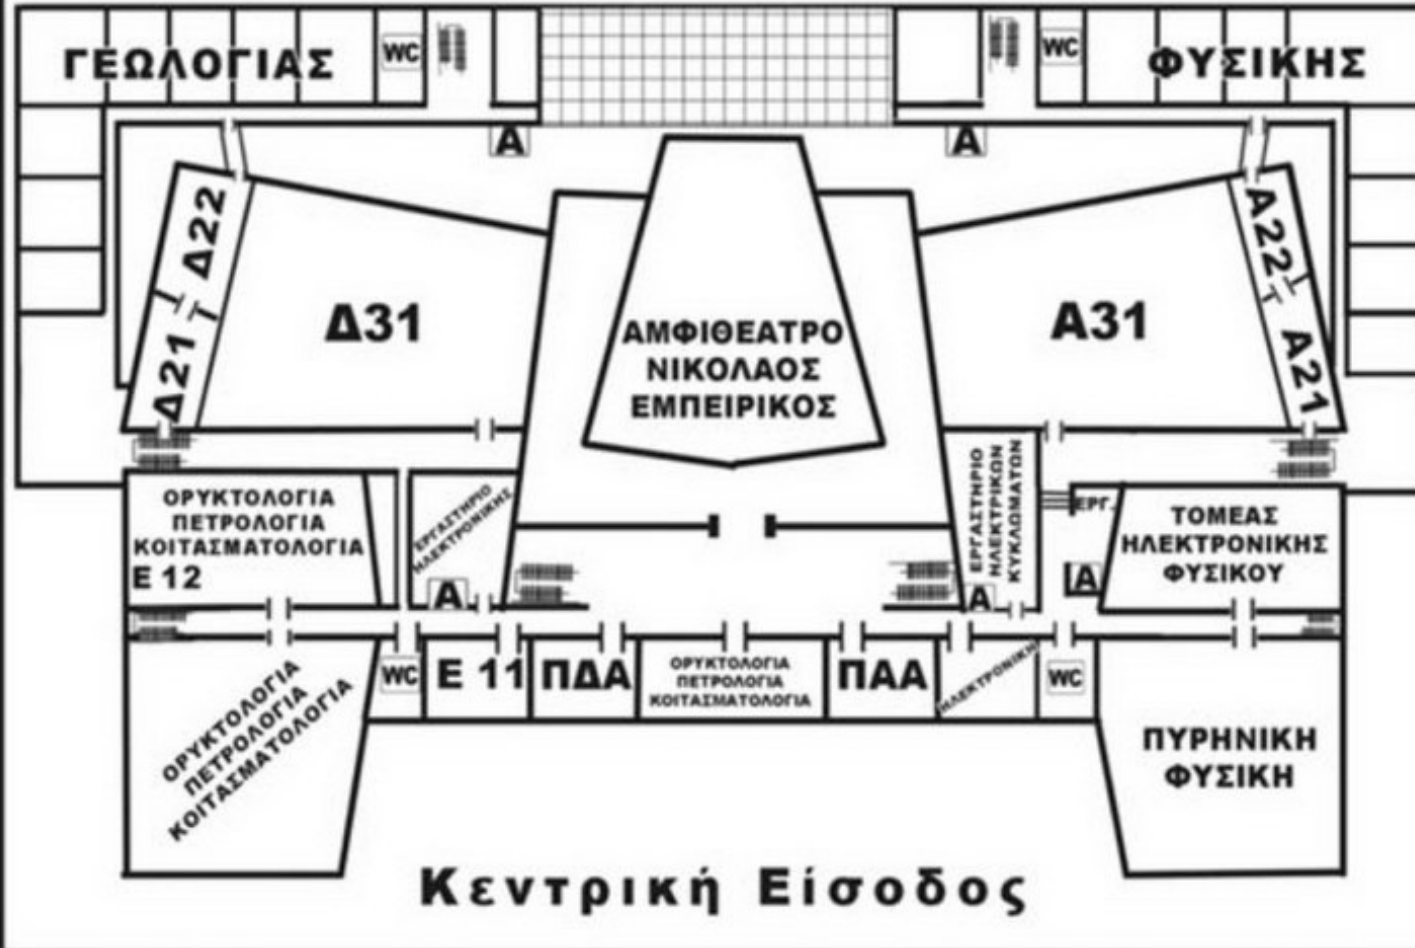 ΓΕΩΛΟΓΙΑΣ
WC
WC
ΦΥΣΙΚΗΣ
Α
Α
Δ22
Δ21
Δ31
ΑΜΦΙΘΕΑΤΡΟ
ΝΙΚΟΛΑΟΣ
ΕΜΠΕΙΡΙΚΟΣ
Α31
Α22
Α21
ΟΡΥΚΤΟΛΟΓΙΑ
ΠΕΤΡΟΛΟΓΙΑ
ΚΟΙΤΑΣΜΑΤΟΛΟΓΙΑ
Ε 12
ΕΡΓΑΣΤΗΡΙΟ
ΗΛΕΚΤΡΟΝΙΚΗΣ
Α
ΕΡΓΑΣΤΗΡΙΟ
ΗΛΕΚΤΡΙΚΩΝ
ΚΥΚΛΩΜΑΤΩΝ
Α
ΕΡΓ.
Α
ΤΟΜΕΑΣ
ΗΛΕΚΤΡΟΝΙΚΗΣ
ΦΥΣΙΚΟΥ
ΟΡΥΚΤΟΛΟΓΙΑ
ΠΕΤΡΟΛΟΓΙΑ
ΚΟΙΤΑΣΜΑΤΟΛΟΓΙΑ
WC
Ε 11
ΠΔΑ
ΟΡΥΚΤΟΛΟΓΙΑ
ΠΕΤΡΟΛΟΓΙΑ
ΚΟΙΤΑΣΜΑΤΟΛΟΓΙΑ
ΠΑΑ
ΗΛΕΚΤΡΟΝΙΚΗ
WC
ΠΥΡΗΝΙΚΗ
ΦΥΣΙΚΗ
Κεντρική Είσοδος